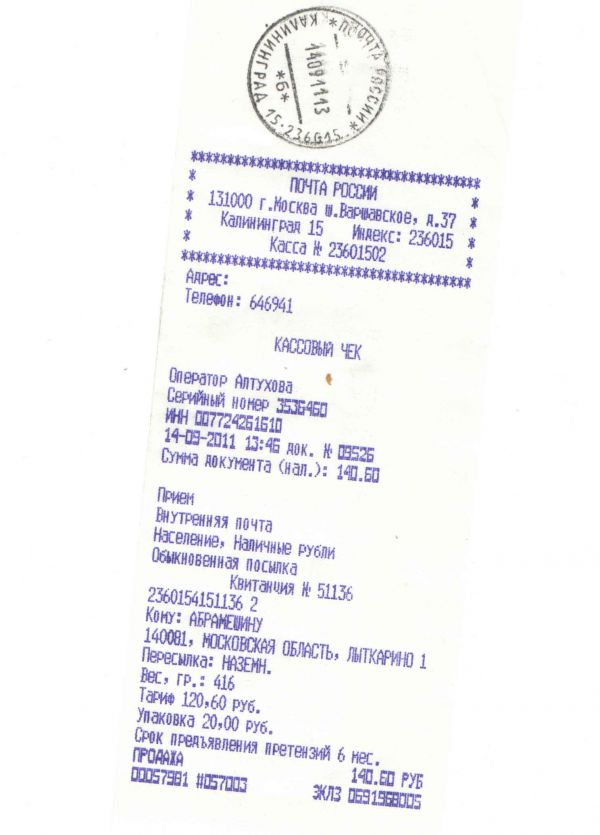 ПОЧТА РОССИИ
КАЛИНИНГРАД 15-236015
14091113
*б*
****************************************
* ПОЧТА РОССИИ *
* 131000 г.Москва ш.Варшавское, д.37 *
* Калининград 15 Индекс: 236015 *
* Касса № 23601502 *
****************************************
Адрес:
Телефон: 646941
КАССОВЫЙ ЧЕК
Оператор Алтухова
Серийный номер 3536460
ИНН 007724261610
14-09-2011 13:46 док. № 09526
Сумма документа (нал.): 140.60
Прием
Внутренняя почта
Население, Наличные рубли
Обыкновенная посылка
Квитанция № 51136
2360154151136 2
Кому: АБРАМЕШИНУ
140081, МОСКОВСКАЯ ОБЛАСТЬ, ЛЫТКАРИНО 1
Пересылка: НАЗЕМН.
Вес, гр.: 416
Тариф 120,60 руб.
Упаковка 20,00 руб.
Срок предъявления претензий 6 мес.
ПРОДАЖА 140.60 РУБ
00057981 #057003 ЭКЛЗ 0691968005